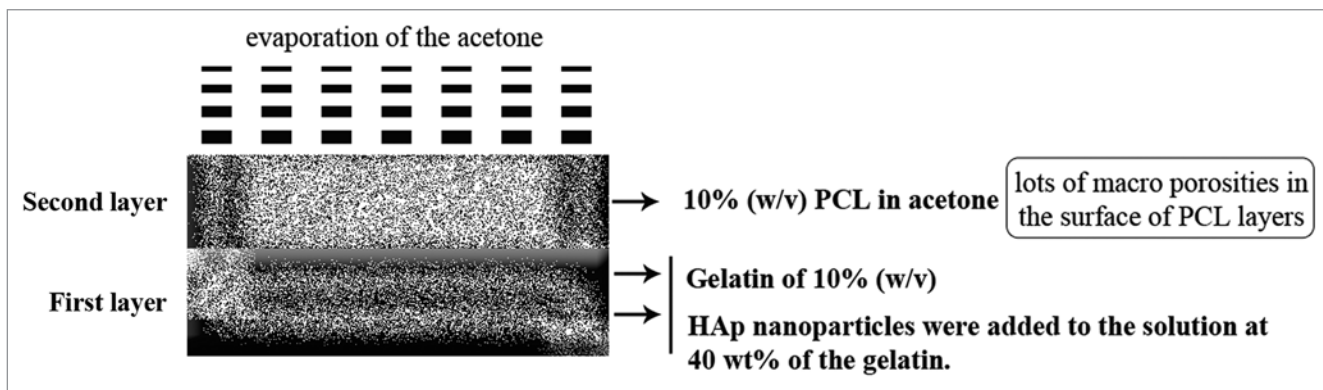 evaporation of the acetone
Second layer
10% (w/v) PCL in acetone
lots of macro porosities in
the surface of PCL layers
First layer
Gelatin of 10% (w/v)
HAp nanoparticles were added to the solution at
40 wt% of the gelatin.